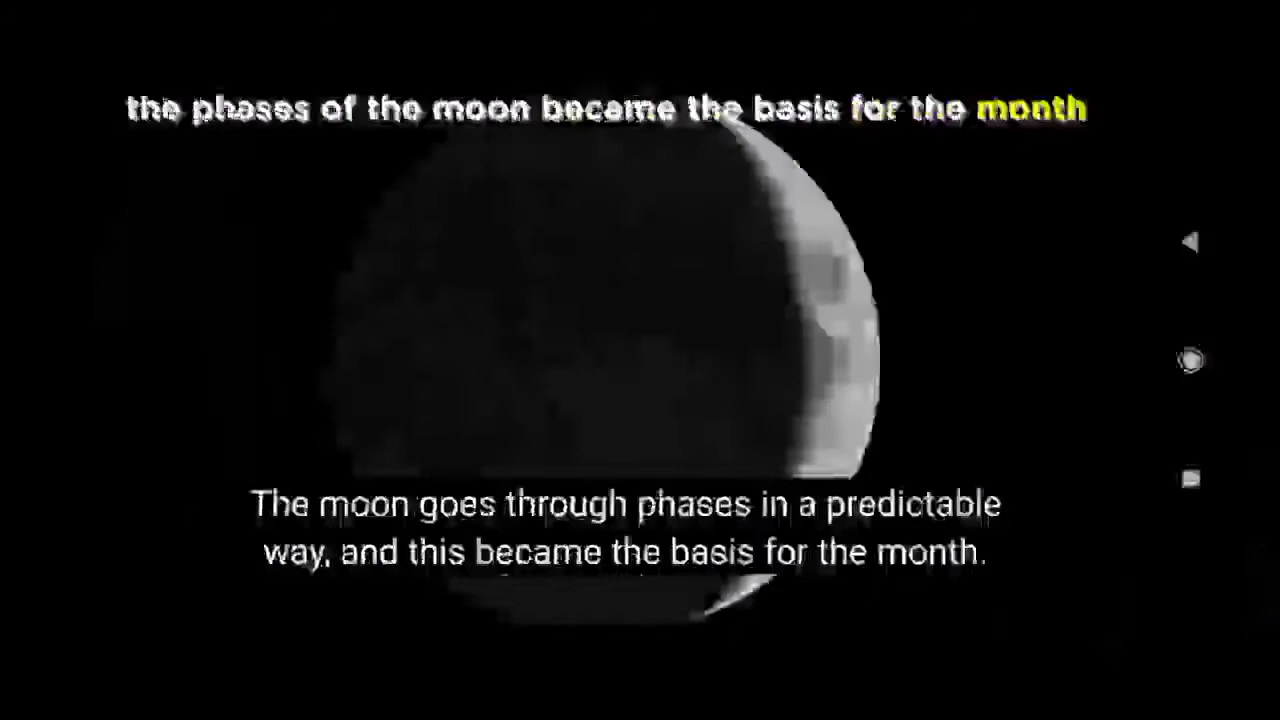 the phases of the moon became the basis for the month
The moon goes through phases in a predictable
way, and this became the basis for the month.